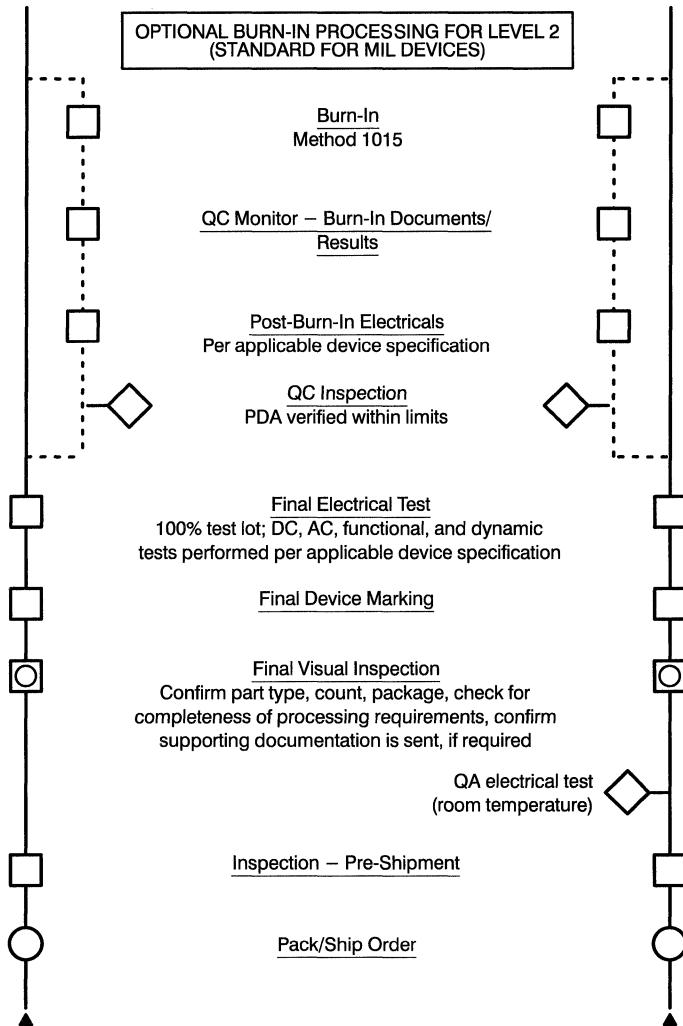 OPTIONAL BURN-IN PROCESSING FOR LEVEL 2
(STANDARD FOR MIL DEVICES)
Burn-In
Method 1015
QC Monitor – Burn-In Documents/
Results
Post-Burn-In Electricals
Per applicable device specification
QC Inspection
PDA verified within limits
Final Electrical Test
100% test lot; DC, AC, functional, and dynamic
tests performed per applicable device specification
Final Device Marking
Final Visual Inspection
Confirm part type, count, package, check for
completeness of processing requirements, confirm
supporting documentation is sent, if required
QA electrical test
(room temperature)
Inspection – Pre-Shipment
Pack/Ship Order